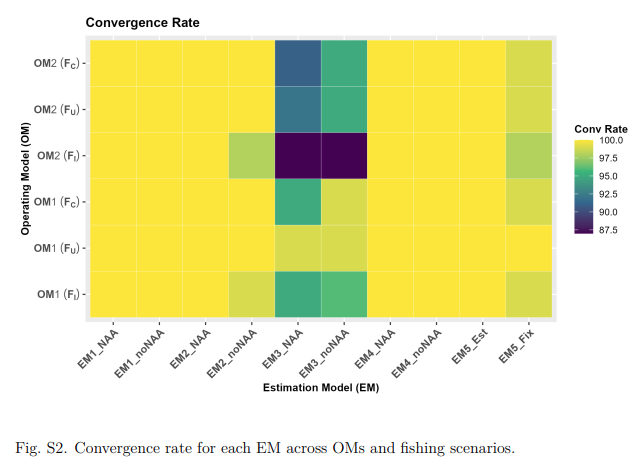 Convergence Rate
Operating Model (OM)
OM2 (F_C)
OM2 (F_U)
OM2 (F_I)
OM1 (F_C)
OM1 (F_U)
OM1 (F_I)
EM1_NAA
EM1_noNAA
EM2_NAA
EM2_noNAA
EM3_NAA
EM3_noNAA
EM4_NAA
EM4_noNAA
EM5_Est
EM5_Fix
Estimation Model (EM)
Conv Rate
100.0
97.5
95.0
92.5
90.0
87.5
Fig. S2. Convergence rate for each EM across OMs and fishing scenarios.